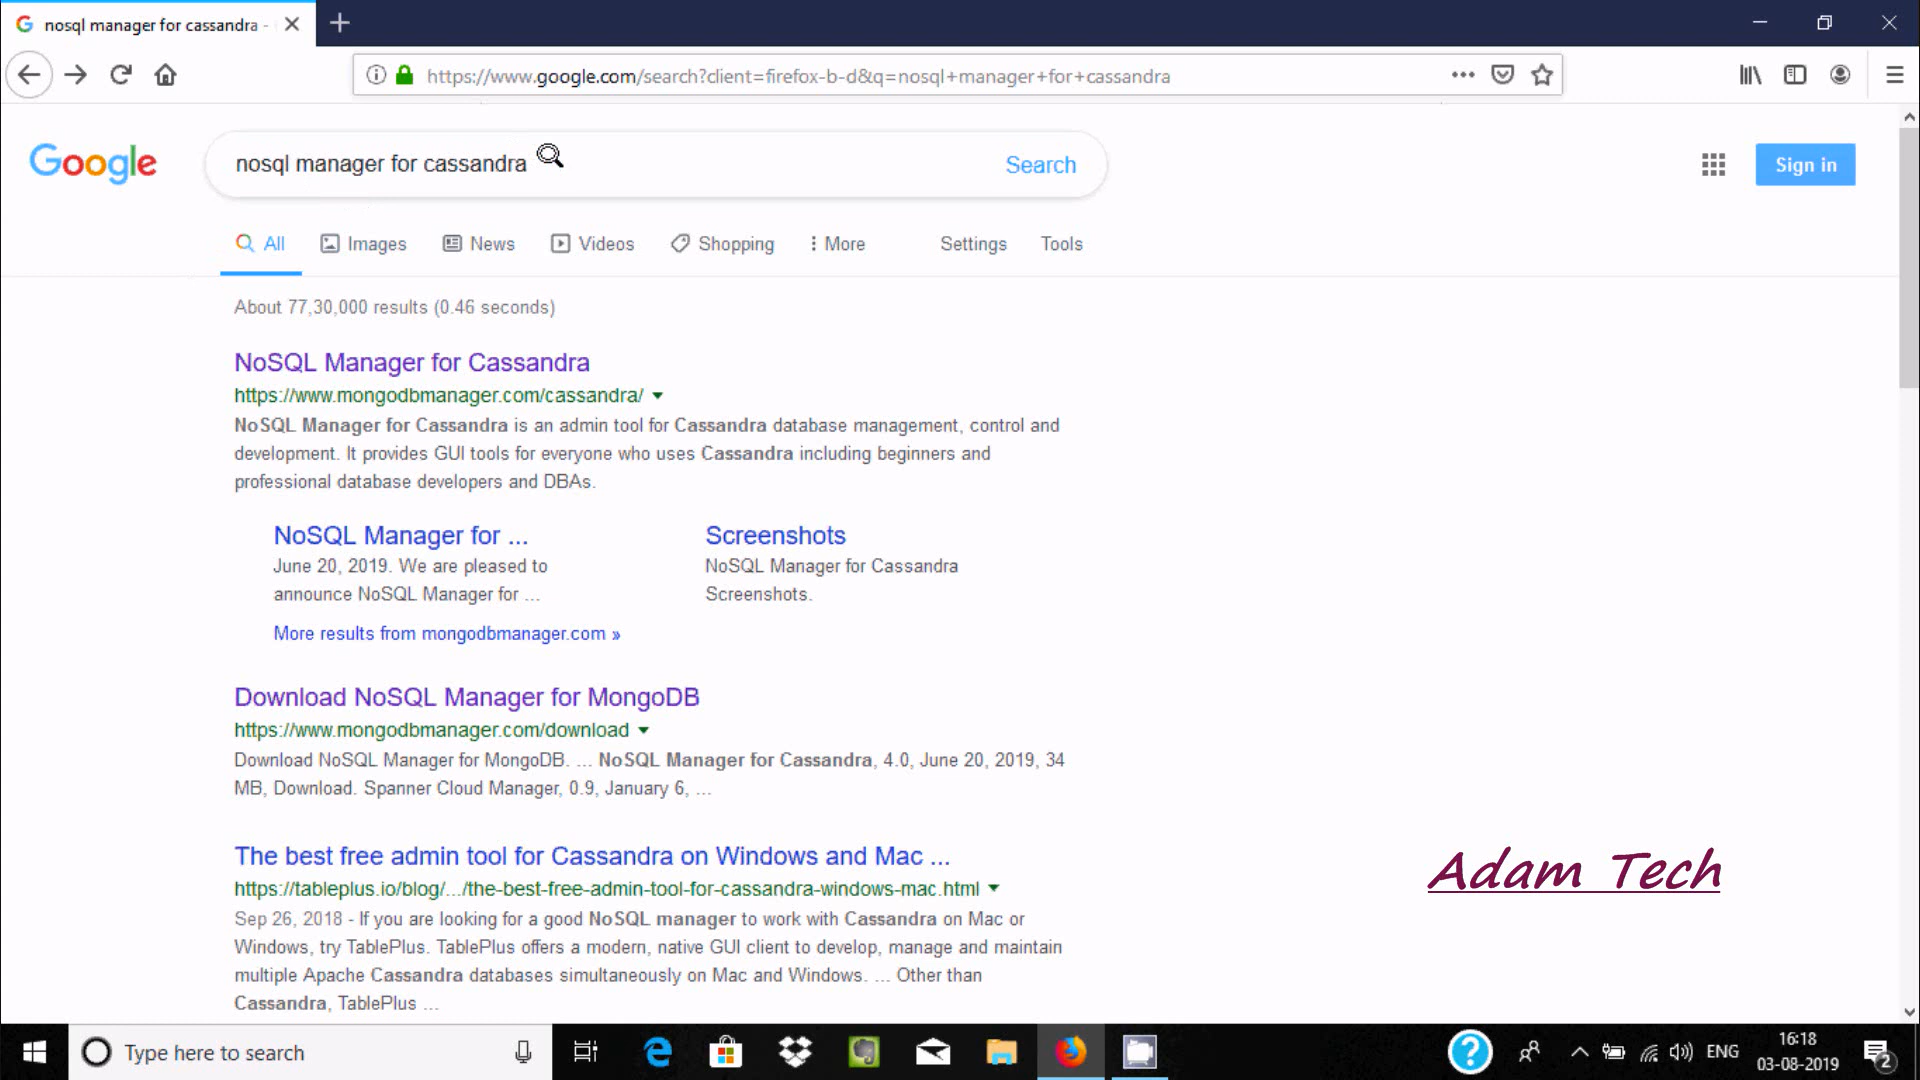 nosql manager for cassandra -
https://www.google.com/search?client=firefox-b-d&q=nosql+manager+for+cassandra
Google
nosql manager for cassandra
Search
Sign in
All
Images
News
Videos
Shopping
More
Settings
Tools
About 77,30,000 results (0.46 seconds)
NoSQL Manager for Cassandra
https://www.mongodbmanager.com/cassandra/
NoSQL Manager for Cassandra is an admin tool for Cassandra database management, control and
development. It provides GUI tools for everyone who uses Cassandra including beginners and
professional database developers and DBAs.
NoSQL Manager for ...
June 20, 2019. We are pleased to
announce NoSQL Manager for ...
Screenshots
NoSQL Manager for Cassandra
Screenshots.
More results from mongodbmanager.com »
Download NoSQL Manager for MongoDB
https://www.mongodbmanager.com/download
Download NoSQL Manager for MongoDB. ... NoSQL Manager for Cassandra, 4.0, June 20, 2019, 34
MB, Download. Spanner Cloud Manager, 0.9, January 6, ...
The best free admin tool for Cassandra on Windows and Mac ...
https://tableplus.io/blog/.../the-best-free-admin-tool-for-cassandra-windows-mac.html
Sep 26, 2018 - If you are looking for a good NoSQL manager to work with Cassandra on Mac or
Windows, try TablePlus. TablePlus offers a modern, native GUI client to develop, manage and maintain
multiple Apache Cassandra databases simultaneously on Mac and Windows. ... Other than
Cassandra, TablePlus ...
Adam Tech
Type here to search
ENG
16:18
03-08-2019
2